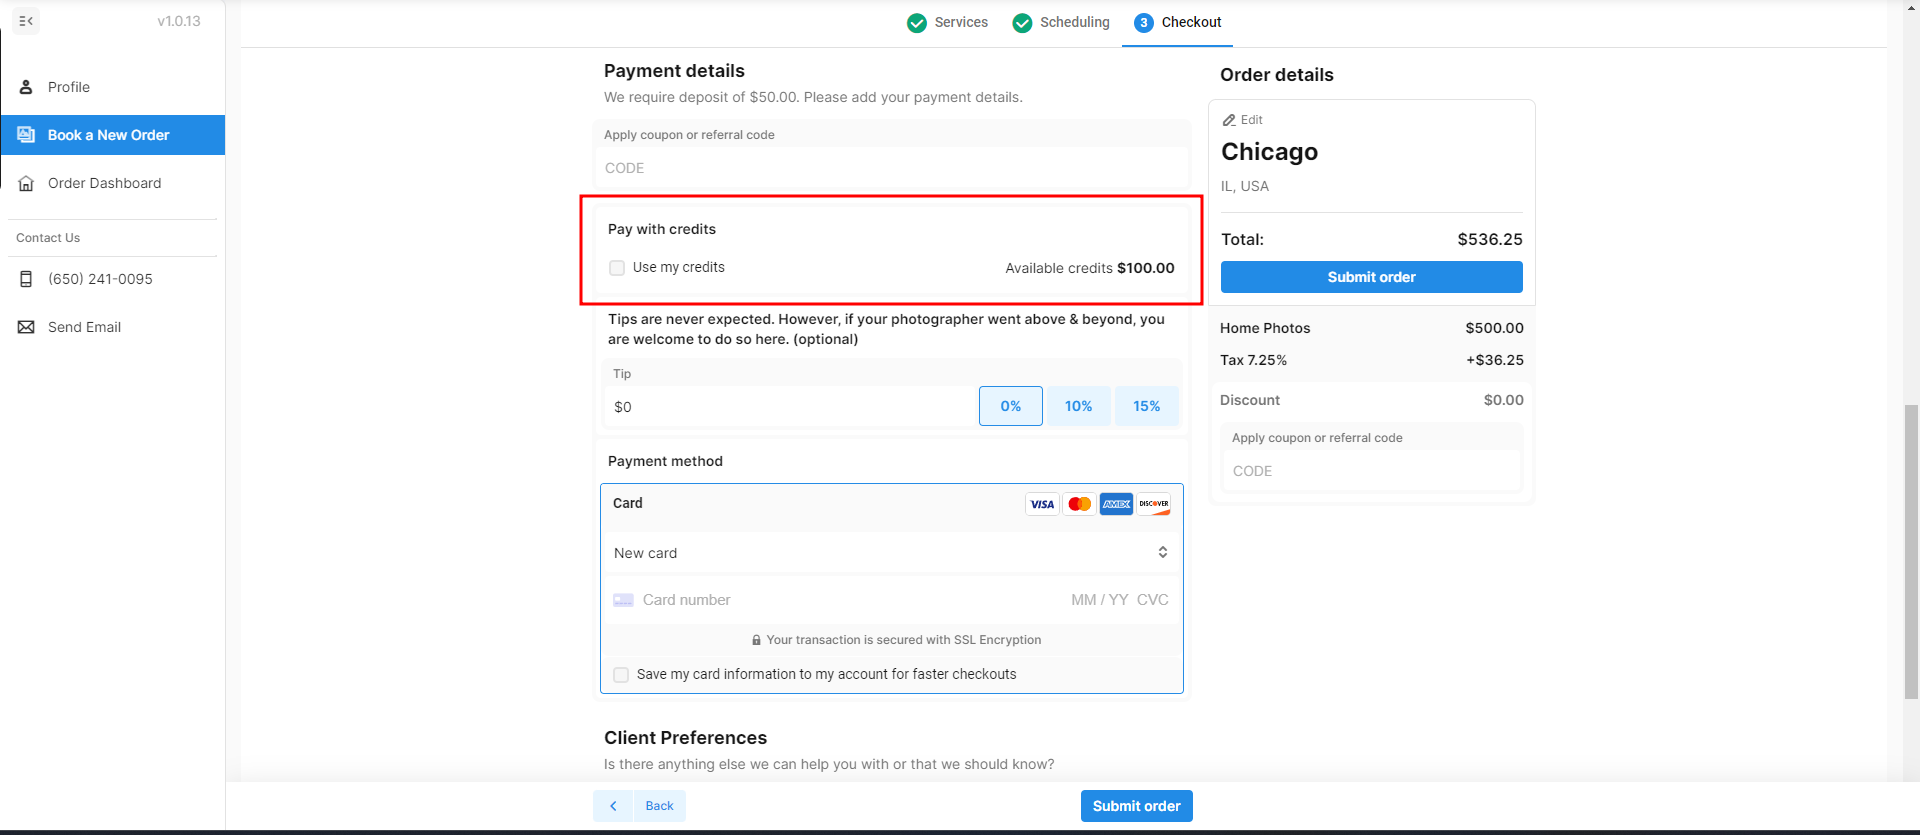 v1.0.13
Profile
Book a New Order
Order Dashboard
Contact Us
(650) 241-0095
Send Email
Services
Scheduling
3 Checkout
Payment details
We require deposit of $50.00. Please add your payment details.
Apply coupon or referral code
CODE
Pay with credits
Use my credits
Available credits $100.00
Tips are never expected. However, if your photographer went above & beyond, you
are welcome to do so here. (optional)
Tip
$0
0%
10%
15%
Payment method
Card
VISA
AMEX
DISCOVER
New card
Card number
MM / YY CVC
Your transaction is secured with SSL Encryption
Save my card information to my account for faster checkouts
Client Preferences
Is there anything else we can help you with or that we should know?
Back
Submit order
Order details
Edit
Chicago
IL, USA
Total: $536.25
Submit order
Home Photos $500.00
Tax 7.25% +$36.25
Discount $0.00
Apply coupon or referral code
CODE